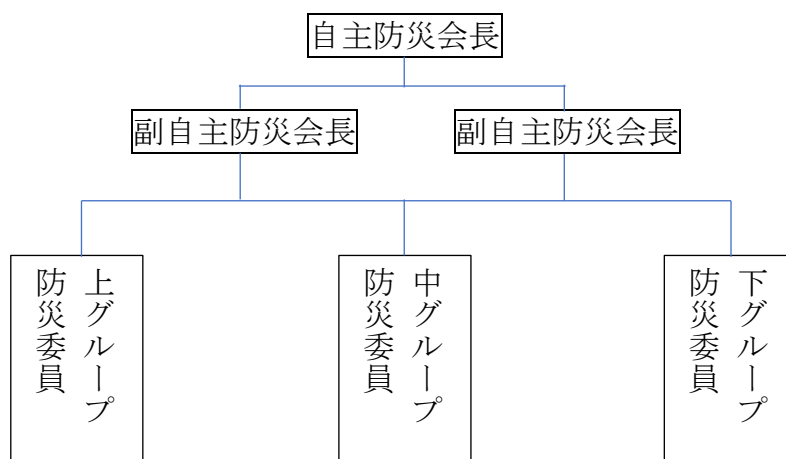 自主防災会長
副自主防災会長
副自主防災会長
上グループ
防災委員
中グループ
防災委員
下グループ
防災委員